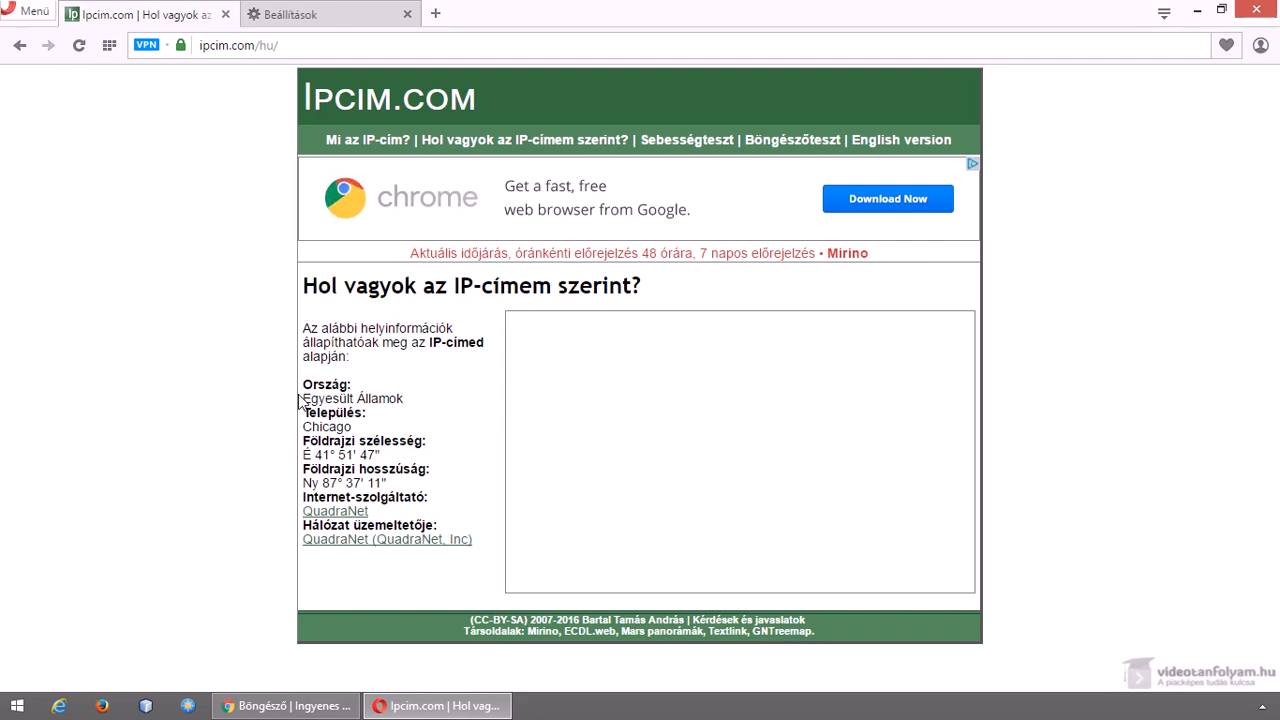 Menü
Ipcim.com | Hol vagyok az
Beállítások
VPN
ipcim.com/hu/
IPCIM.COM
Mi az IP-cím? | Hol vagyok az IP-címem szerint? | Sebességteszt | Böngészőteszt | English version
chrome
Get a fast, free
web browser from Google.
Download Now
Aktuális időjárás, óránkénti előrejelzés 48 órára, 7 napos előrejelzés • Mirino
Hol vagyok az IP-címem szerint?
Az alábbi helyinformációk
állapíthatóak meg az IP-címed
alapján:
Ország:
Egyesült Államok
Település:
Chicago
Földrajzi szélesség:
É 41° 51' 47"
Földrajzi hosszúság:
Ny 87° 37' 11"
Internet-szolgáltató:
QuadraNet
Hálózat üzemeltetője:
QuadraNet (QuadraNet, Inc)
(CC-BY-SA) 2007-2016 Bartal Tamás András | Kérdések és javaslatok
Társoldalak: Mirino, ECDL.web, Mars panorámák, Textlink, GNTreemap.
videotanfolyam.hu
A piacképes tudás kulcsa
Böngésző | Ingyenes ...
Ipcim.com | Hol vag...